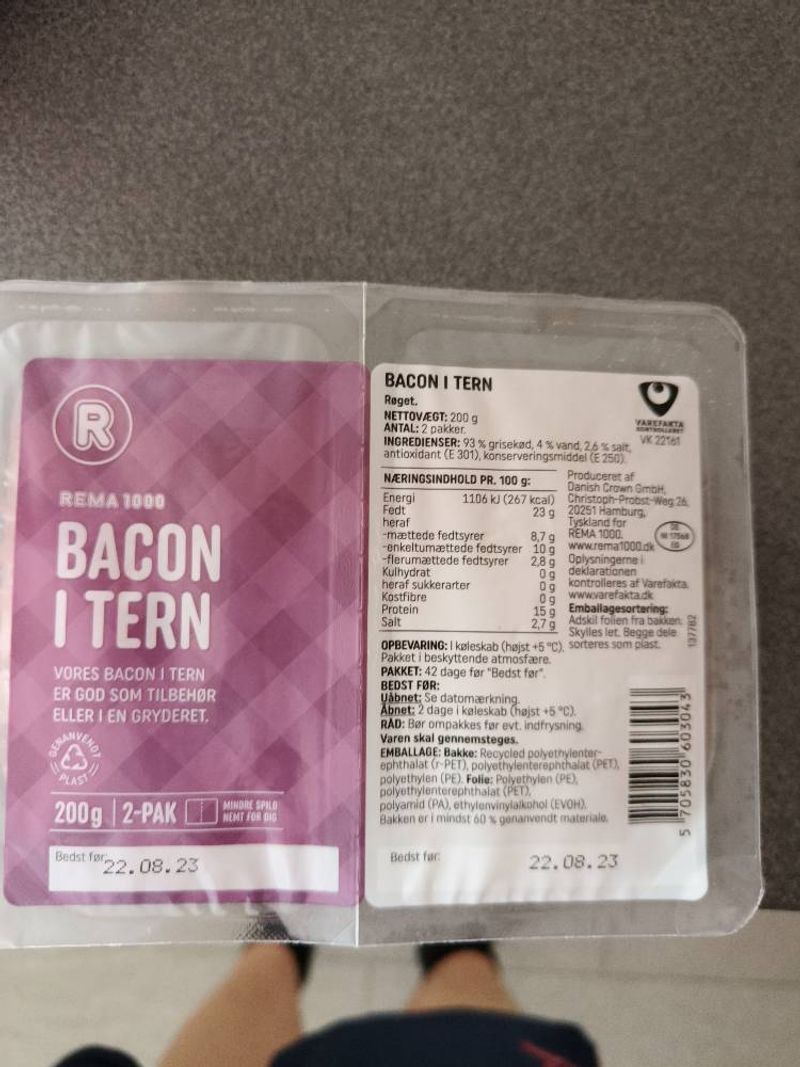 R
REMA 1000
BACON
I TERN
VORES BACON I TERN
ER GOD SOM TILBEHØR
ELLER I EN GRYDERET.
GENANVENDT
PLAST
200g | 2-PAK
MINDRE SPILD
NEMT FOR DIG
Bedst før:
22.08.23
BACON I TERN
Røget.
NETTOVÆGT: 200 g
ANTAL: 2 pakker.
INGREDIENSER: 93 % grisekød, 4 % vand, 2,6 % salt,
antioxidant (E 301), konserveringsmiddel (E 250).
VAREFAKTA
KONTROLLERET
VK 22161
NÆRINGSINDHOLD PR. 100 g:
Energi 1106 kJ (267 kcal)
Fedt 23 g
heraf
-mættede fedtsyrer 8,7 g
-enkeltumættede fedtsyrer 10 g
-flerumættede fedtsyrer 2,8 g
Kulhydrat 0 g
heraf sukkerarter 0 g
Kostfibre 0 g
Protein 15 g
Salt 2,7 g
Produceret af
Danish Crown GmbH,
Christoph-Probst-Weg 26,
20251 Hamburg,
Tyskland for
REMA 1000.
www.rema1000.dk
Oplysningerne i
deklarationen
kontrolleres af Varefakta.
www.varefakta.dk
Emballagesortering:
Adskil folien fra bakken.
Skylles let. Begge dele
sorteres som plast.
DE
EG
137782
OPBEVARING: I køleskab (højst +5 °C).
Pakket i beskyttende atmosfære.
PAKKET: 42 dage før "Bedst før".
BEDST FØR:
Uåbnet: Se datomærkning.
Åbnet: 2 dage i køleskab (højst +5 °C).
RÅD: Bør ompakkes før evt. indfrysning.
Varen skal gennemsteges.
EMBALLAGE: Bakke: Recycled polyethylenter-
ephthalat (r-PET), polyethylenterephthalat (PET),
polyethylen (PE). Folie: Polyethylen (PE),
polyethylenterephthalat (PET),
polyamid (PA), ethylenvinylalkohol (EVOH).
Bakken er i mindst 60 % genanvendt materiale.
5 705830 603043
Bedst før:
22.08.23